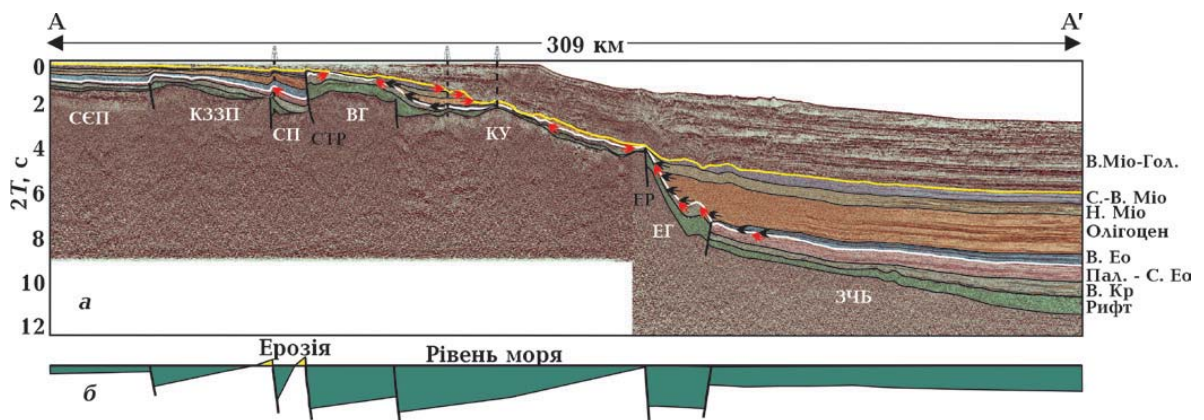 А
А′
309 км
0
2
4
6
8
10
12
2T, с
СЄП
КЗЗП
СП
СТР
ВГ
КУ
ЕР
ЕГ
ЗЧБ
В.Міо-Гол.
С.-В. Міо
Н. Міо
Олігоцен
В. Ео
Пал. - С. Ео
В. Кр
Рифт
а
Ерозія
Рівень моря
б